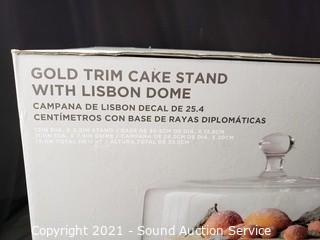 GOLD TRIM CAKE STAND
WITH LISBON DOME
CAMPANA DE LISBON DECAL DE 25.4
CENTÍMETROS CON BASE DE RAYAS DIPLOMÁTICAS
Copyright 2021 - Sound Auction Service